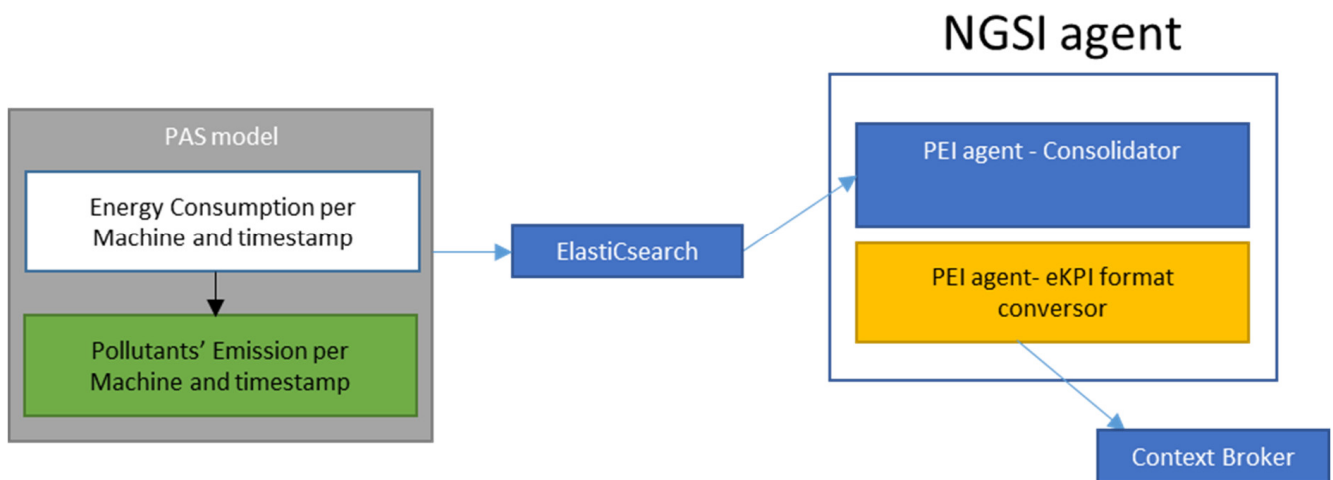 NGSI agent
PAS model
Energy Consumption per
Machine and timestamp
Pollutants' Emission per
Machine and timestamp
ElastiCsearch
PEI agent - Consolidator
PEI agent- eKPI format
conversor
Context Broker